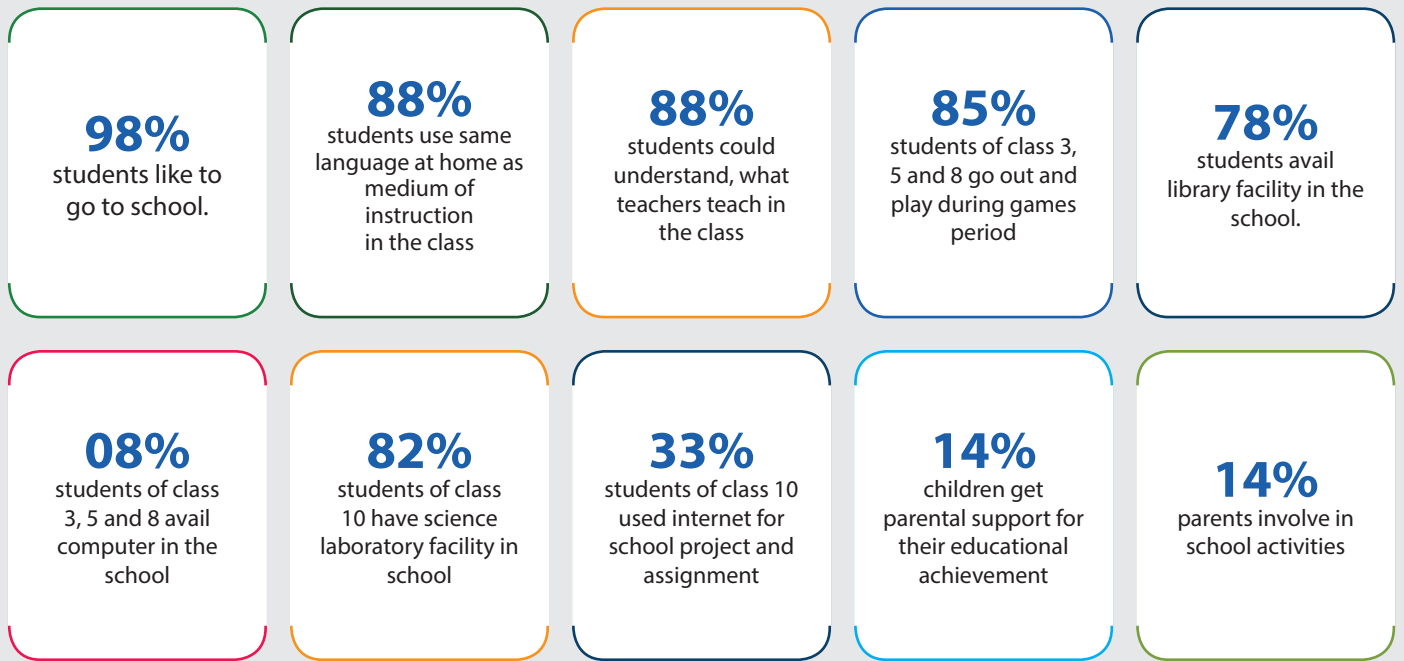 98%
students like to
go to school.
88%
students use same
language at home as
medium of
instruction
in the class
88%
students could
understand, what
teachers teach in
the class
85%
students of class 3,
5 and 8 go out and
play during games
period
78%
students avail
library facility in the
school.
08%
students of class
3, 5 and 8 avail
computer in the
school
82%
students of class
10 have science
laboratory facility in
school
33%
students of class 10
used internet for
school project and
assignment
14%
children get
parental support for
their educational
achievement
14%
parents involve in
school activities